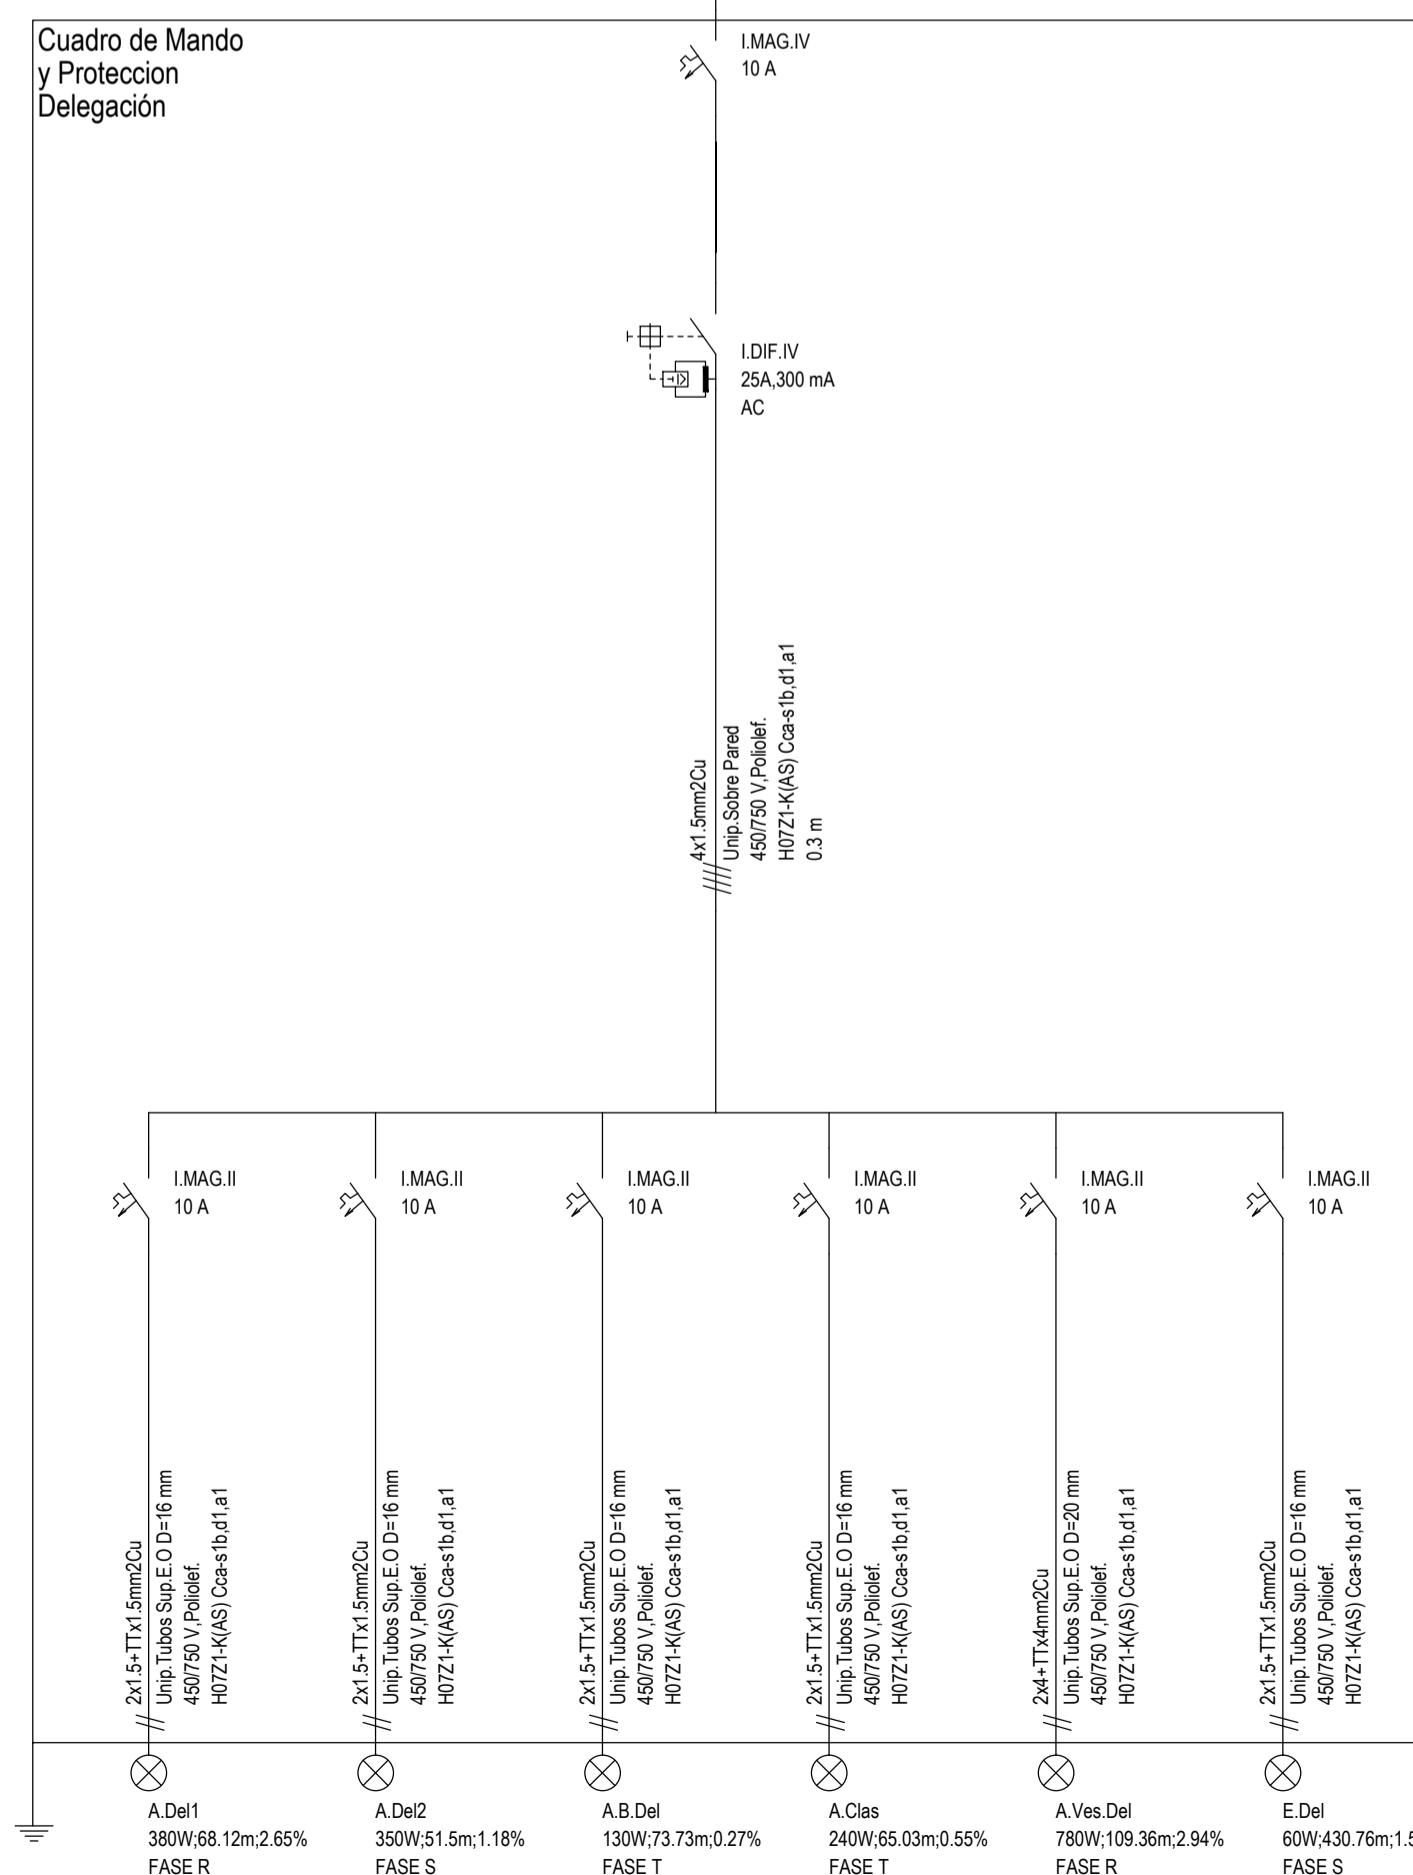 Cuadro de Mando
y Proteccion
Delegación
I.MAG.IV
10 A
I.DIF.IV
25A,300 mA
AC
4x1.5mm2Cu
Unip.Sobre Pared
450/750 V,Poliolef.
H07Z1-K(AS) Cca-s1b,d1,a1
0.3 m
I.MAG.II
10 A
I.MAG.II
10 A
I.MAG.II
10 A
I.MAG.II
10 A
I.MAG.II
10 A
I.MAG.II
10 A
2x1.5+TTx1.5mm2Cu
Unip.Tubos Sup.E.O D=16 mm
450/750 V,Poliolef.
H07Z1-K(AS) Cca-s1b,d1,a1
2x1.5+TTx1.5mm2Cu
Unip.Tubos Sup.E.O D=16 mm
450/750 V,Poliolef.
H07Z1-K(AS) Cca-s1b,d1,a1
2x1.5+TTx1.5mm2Cu
Unip.Tubos Sup.E.O D=16 mm
450/750 V,Poliolef.
H07Z1-K(AS) Cca-s1b,d1,a1
2x1.5+TTx1.5mm2Cu
Unip.Tubos Sup.E.O D=16 mm
450/750 V,Poliolef.
H07Z1-K(AS) Cca-s1b,d1,a1
2x4+TTx4mm2Cu
Unip.Tubos Sup.E.O D=20 mm
450/750 V,Poliolef.
H07Z1-K(AS) Cca-s1b,d1,a1
2x1.5+TTx1.5mm2Cu
Unip.Tubos Sup.E.O D=16 mm
450/750 V,Poliolef.
H07Z1-K(AS) Cca-s1b,d1,a1
A.Del1
380W;68.12m;2.65%
FASE R
A.Del2
350W;51.5m;1.18%
FASE S
A.B.Del
130W;73.73m;0.27%
FASE T
A.Clas
240W;65.03m;0.55%
FASE T
A.Ves.Del
780W;109.36m;2.94%
FASE R
E.Del
60W;430.76m;1.5
FASE S